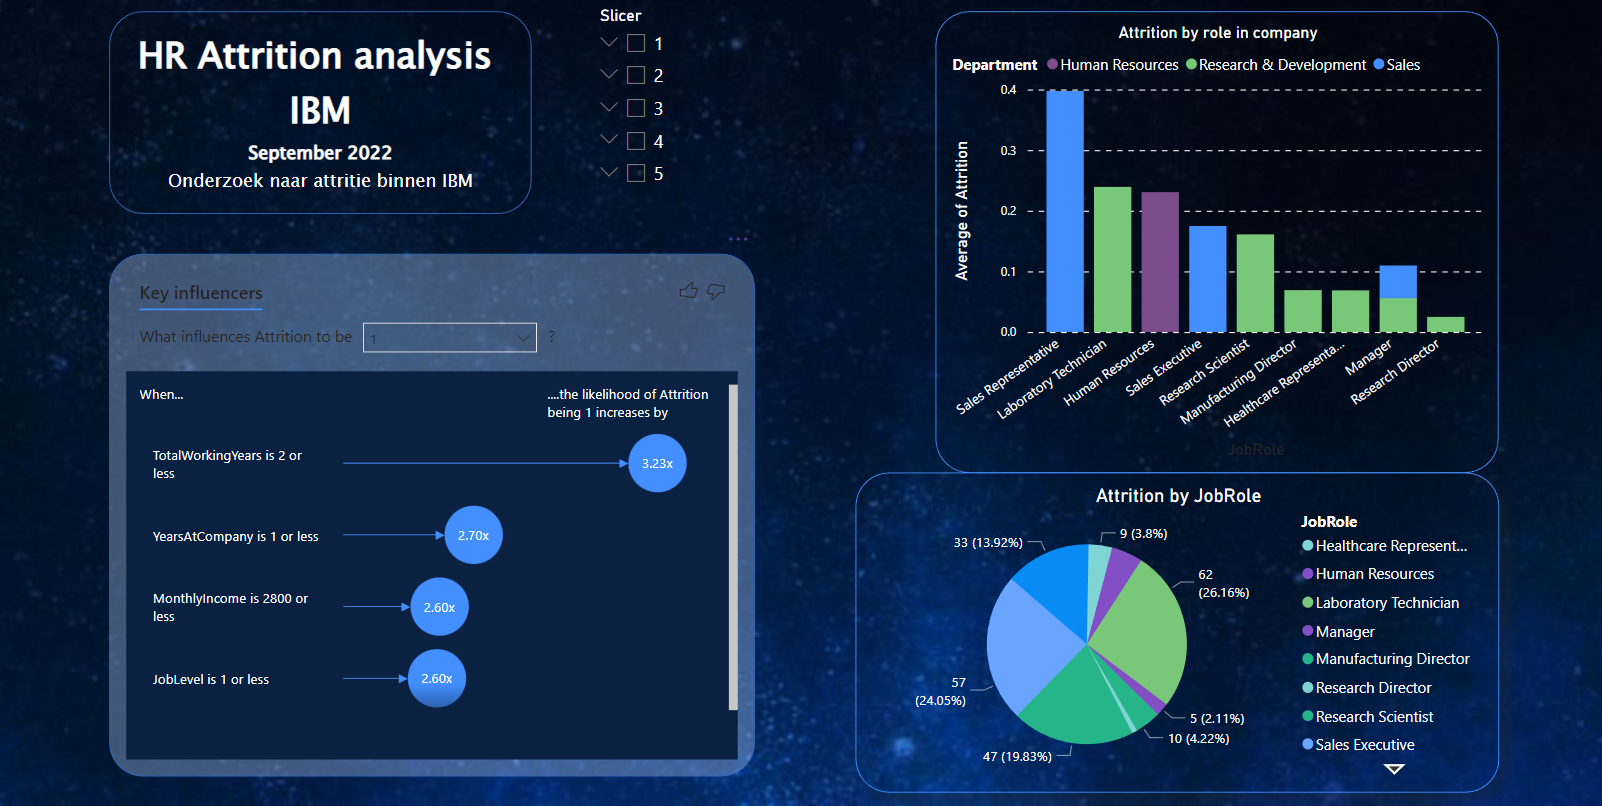 HR Attrition analysis
IBM
September 2022
Onderzoek naar attritie binnen IBM
Slicer
1
2
3
4
5
Key influencers
What influences Attrition to be 1 ?
When...
....the likelihood of Attrition
being 1 increases by
TotalWorkingYears is 2 or
less
3.23x
YearsAtCompany is 1 or less
2.70x
MonthlyIncome is 2800 or
less
2.60x
JobLevel is 1 or less
2.60x
Attrition by role in company
Department Human Resources Research & Development Sales
Average of Attrition
0.4
0.3
0.2
0.1
0.0
Sales Representative
Laboratory Technician
Human Resources
Sales Executive
Research Scientist
Manufacturing Director
Healthcare Representa...
Manager
Research Director
JobRole
Attrition by JobRole
9 (3.8%)
62
(26.16%)
5 (2.11%)
10 (4.22%)
47 (19.83%)
57
(24.05%)
33 (13.92%)
JobRole
Healthcare Represent...
Human Resources
Laboratory Technician
Manager
Manufacturing Director
Research Director
Research Scientist
Sales Executive